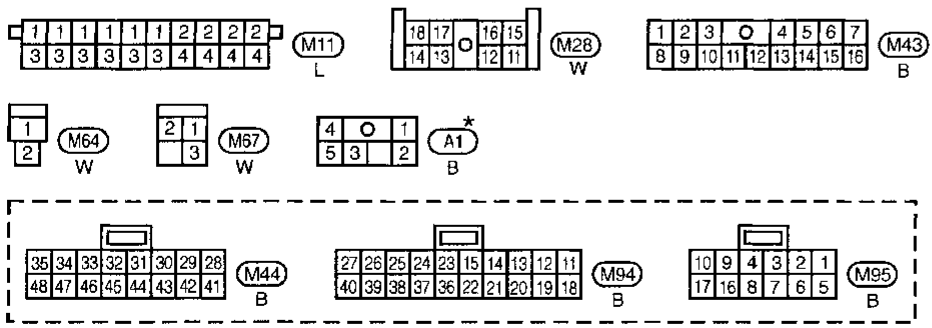 1 1 1 1 1 1 2 2 2 2
3 3 3 3 3 3 4 4 4 4
M11
L
18 17 16 15
14 13 12 11
M28
W
1 2 3 4 5 6 7
8 9 10 11 12 13 14 15 16
M43
B
1
2
M64
W
2 1
3
M67
W
4 1
5 3 2
*
A1
B
35 34 33 32 31 30 29 28
48 47 46 45 44 43 42 41
M44
B
27 26 25 24 23 15 14 13 12 11
40 39 38 37 36 22 21 20 19 18
M94
B
10 9 4 3 2 1
17 16 8 7 6 5
M95
B